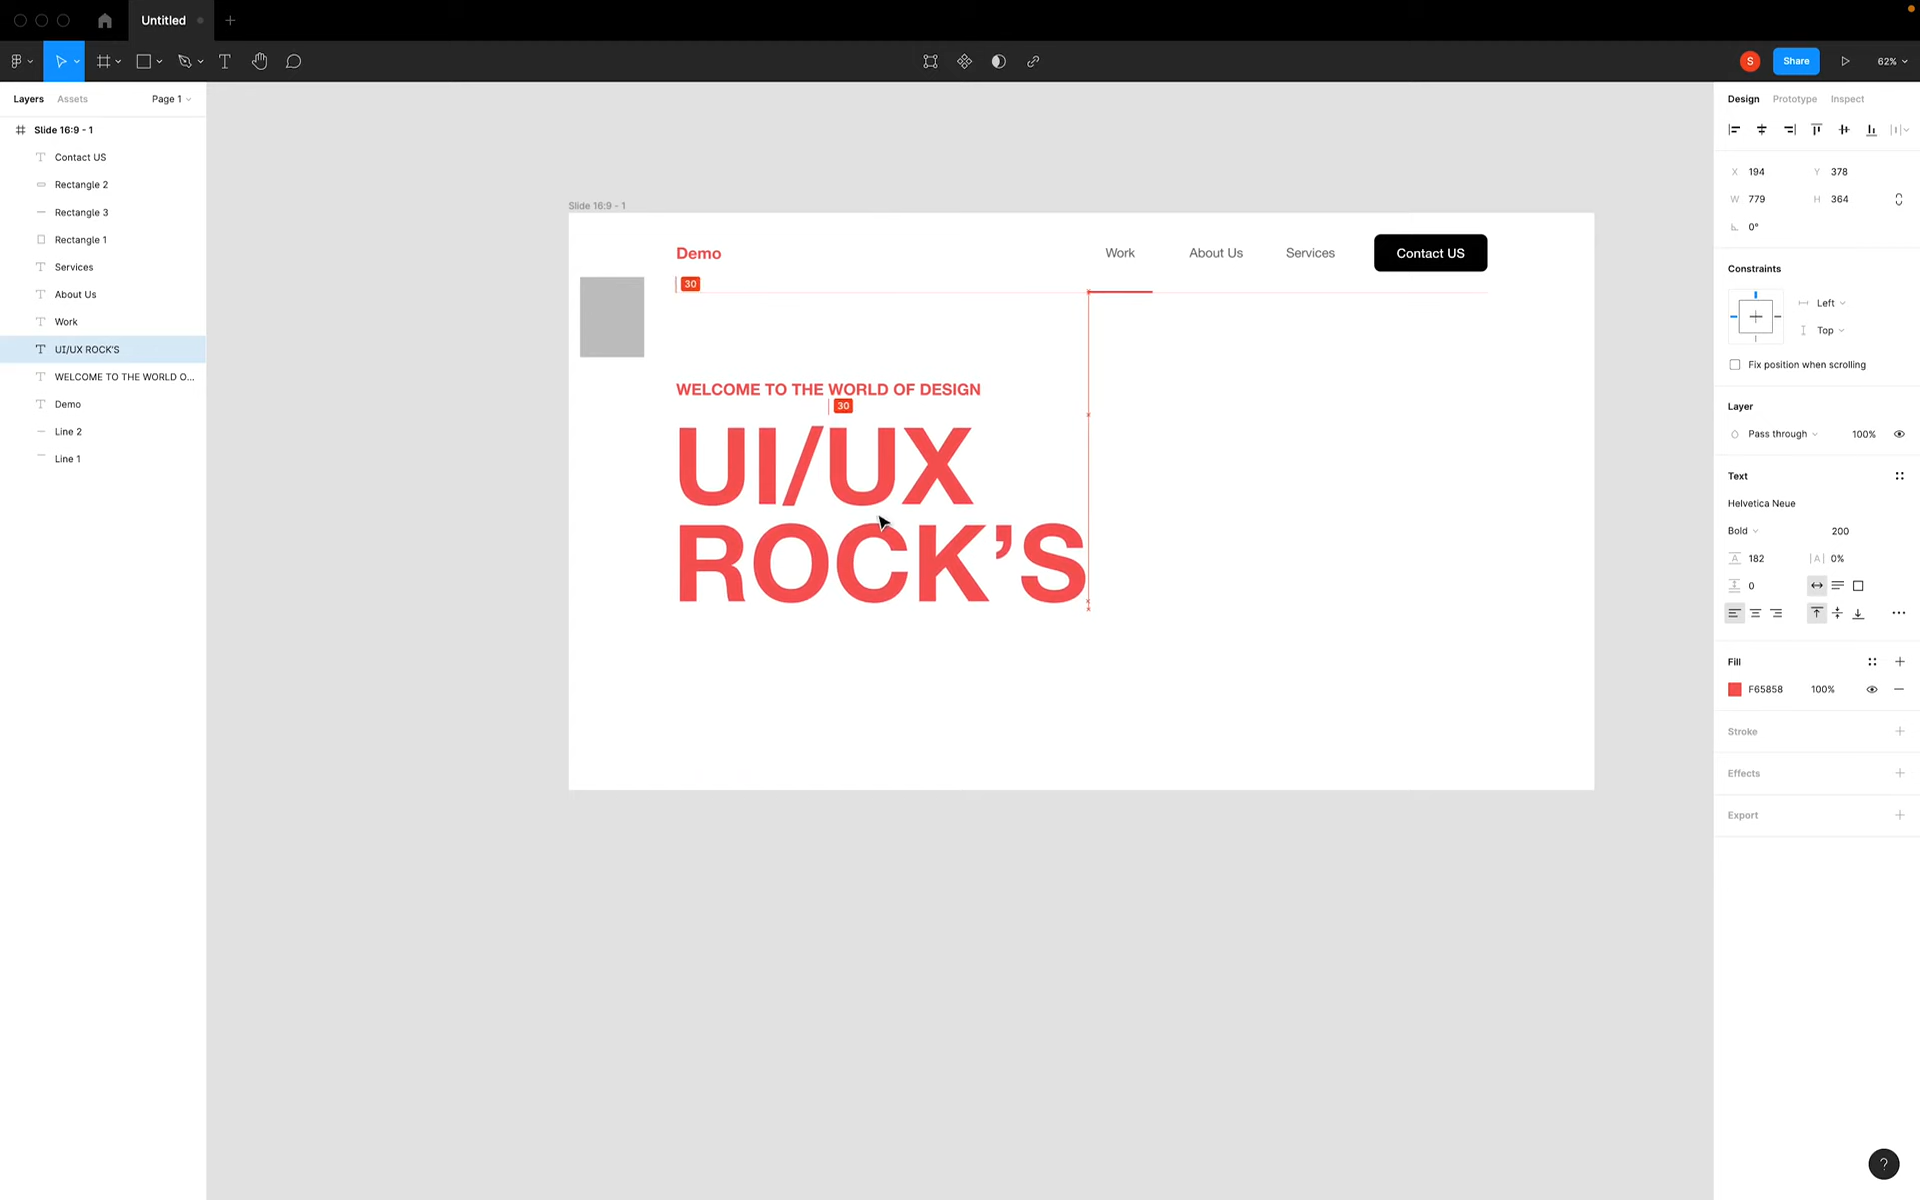 Untitled
Share
S
62%
Layers
Assets
Page 1
Slide 16:9 - 1
Contact US
Rectangle 2
Rectangle 3
Rectangle 1
Services
About Us
Work
UI/UX ROCK'S
WELCOME TO THE WORLD O...
Demo
Line 2
Line 1
Slide 16:9 - 1
Demo
Work
About Us
Services
Contact US
30
WELCOME TO THE WORLD OF DESIGN
30
UI/UX
ROCK’S
Design
Prototype
Inspect
X 194
Y 378
W 779
H 364
0°
Constraints
Left
Top
Fix position when scrolling
Layer
Pass through
100%
Text
Helvetica Neue
Bold
200
A 182
|A| 0%
0
Fill
F65858
100%
Stroke
Effects
Export
?